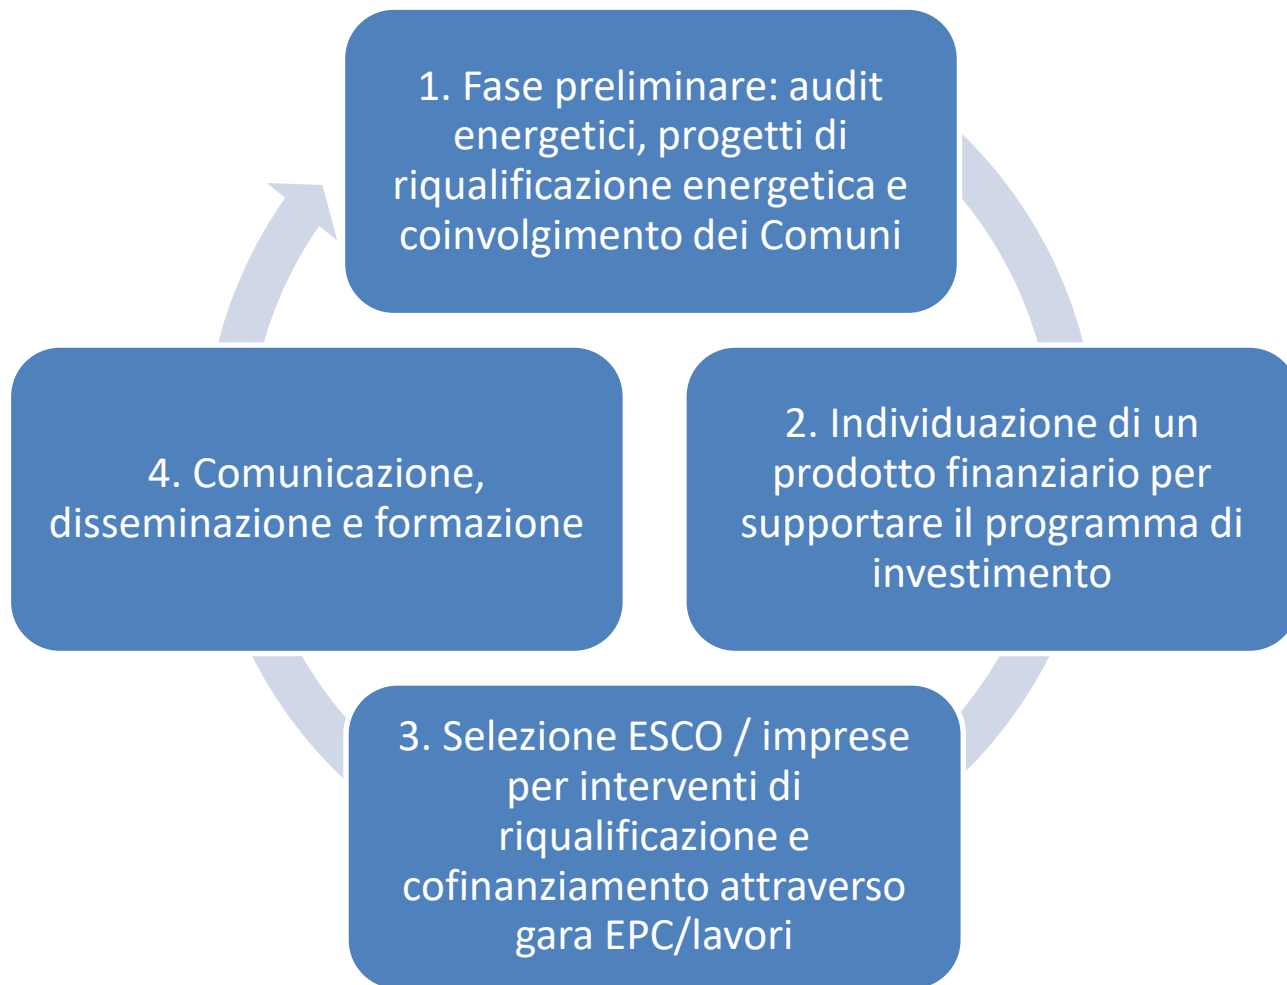 1. Fase preliminare: audit
energetici, progetti di
riqualificazione energetica e
coinvolgimento dei Comuni
2. Individuazione di un
prodotto finanziario per
supportare il programma di
investimento
3. Selezione ESCO / imprese
per interventi di
riqualificazione e
cofinanziamento attraverso
gara EPC/lavori
4. Comunicazione,
disseminazione e formazione